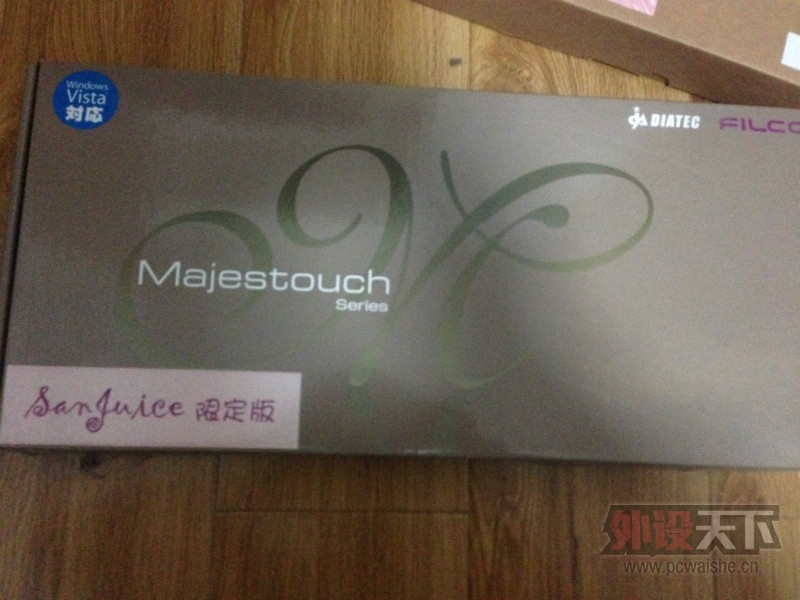 Windows
Vista
対応
DIATEC FILCO
Majestouch
Series
SanJuice 限定版
外设天下
www.pcwaishe.cn